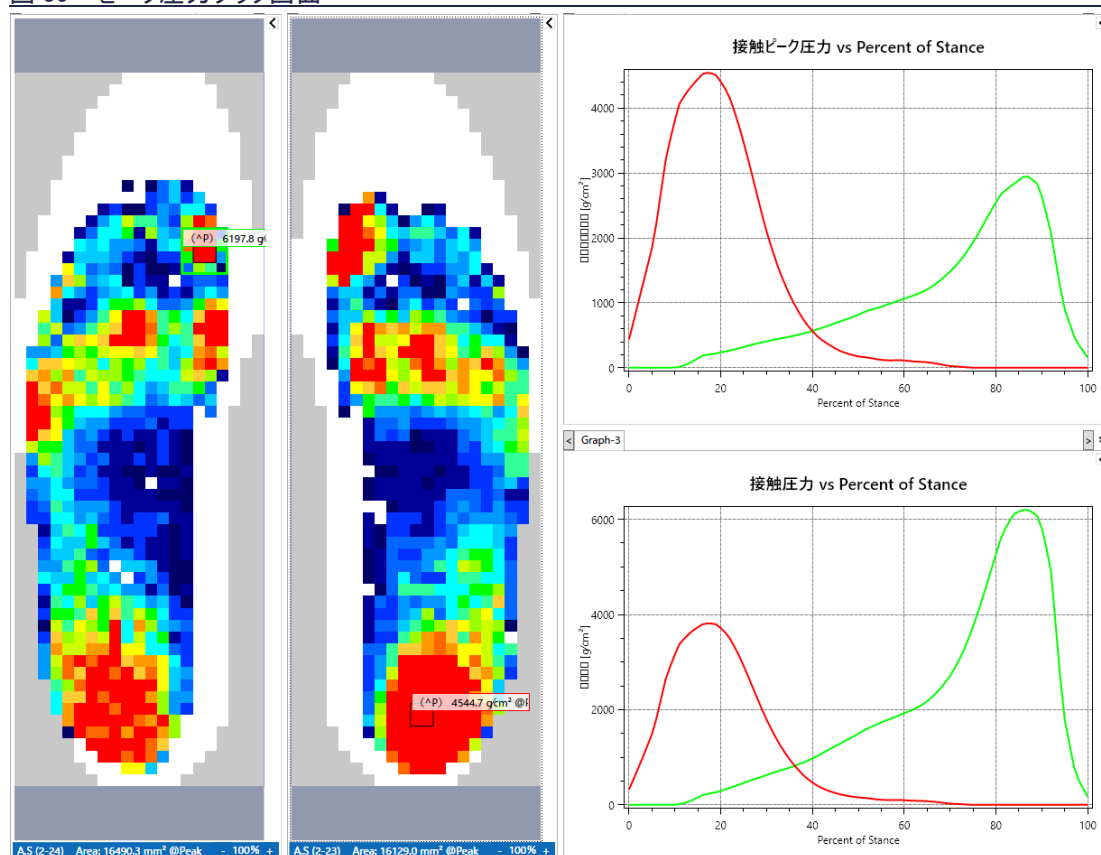 (^P) 6197.8 g
A.S (2-24) Area: 16490.3 mm² @Peak - 100% +
(^P) 4544.7 g/cm² @
A.S (2-23) Area: 16129.0 mm² @Peak - 100% +
接触ピーク圧力 vs Percent of Stance
4000
3000
2000
1000
0
□□□□□□□ [g/cm²]
0 20 40 60 80 100
Percent of Stance
< Graph-3 >
接触圧力 vs Percent of Stance
6000
4000
2000
0
□□□□ [g/cm²]
0 20 40 60 80 100
Percent of Stance